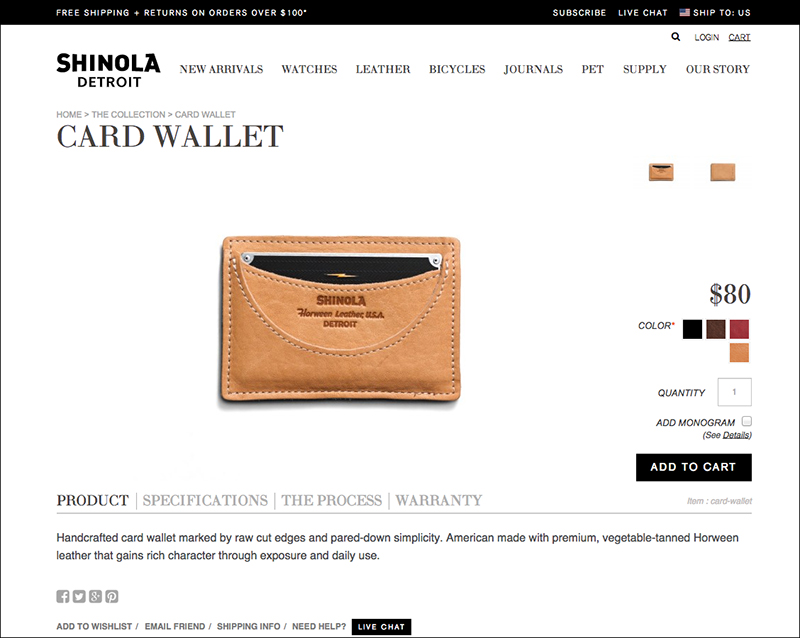 FREE SHIPPING + RETURNS ON ORDERS OVER $100*
SUBSCRIBE LIVE CHAT SHIP TO: US
LOGIN CART
SHINOLA
DETROIT
NEW ARRIVALS WATCHES LEATHER BICYCLES JOURNALS PET SUPPLY OUR STORY
HOME > THE COLLECTION > CARD WALLET
CARD WALLET
SHINOLA
Horween Leather, U.S.A.
DETROIT
$80
COLOR*
QUANTITY 1
ADD MONOGRAM
(See Details)
ADD TO CART
PRODUCT | SPECIFICATIONS | THE PROCESS | WARRANTY
Item : card-wallet
Handcrafted card wallet marked by raw cut edges and pared-down simplicity. American made with premium, vegetable-tanned Horween
leather that gains rich character through exposure and daily use.
ADD TO WISHLIST / EMAIL FRIEND / SHIPPING INFO / NEED HELP? LIVE CHAT